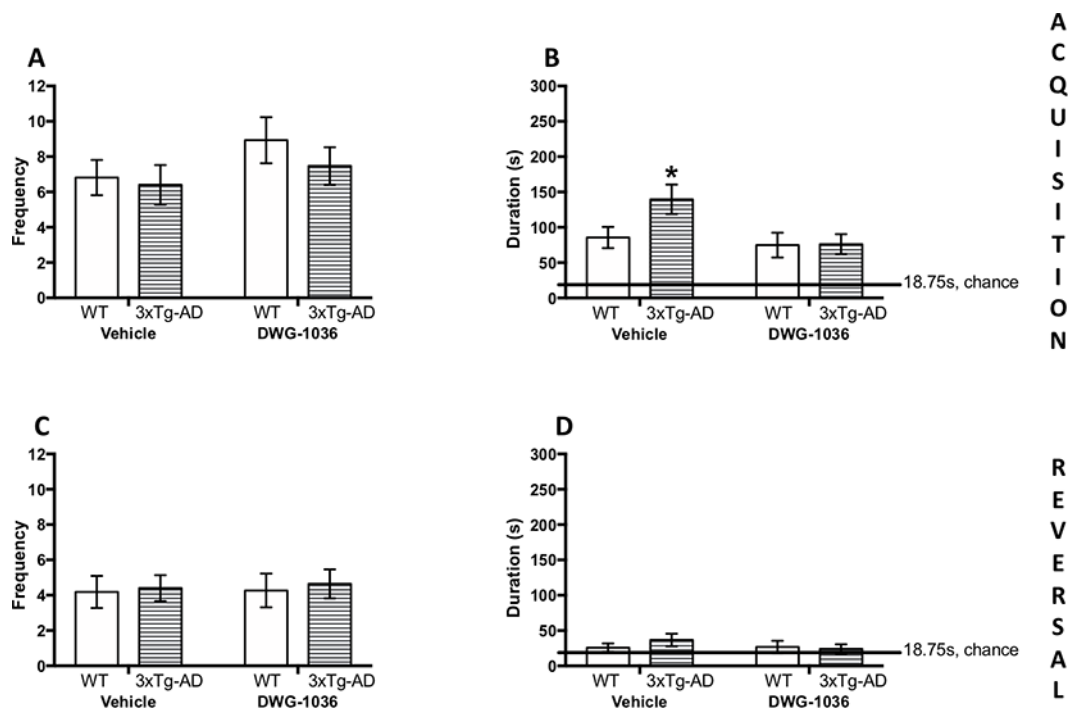 A
Frequency
12
10
8
6
4
2
0
WT 3xTg-AD WT 3xTg-AD
Vehicle DWG-1036
B
Duration (s)
300
250
200
150
100
50
0
*
18.75s, chance
WT 3xTg-AD WT 3xTg-AD
Vehicle DWG-1036
ACQUISITION
C
Frequency
12
10
8
6
4
2
0
WT 3xTg-AD WT 3xTg-AD
Vehicle DWG-1036
D
Duration (s)
300
250
200
150
100
50
0
18.75s, chance
WT 3xTg-AD WT 3xTg-AD
Vehicle DWG-1036
REVERSAL